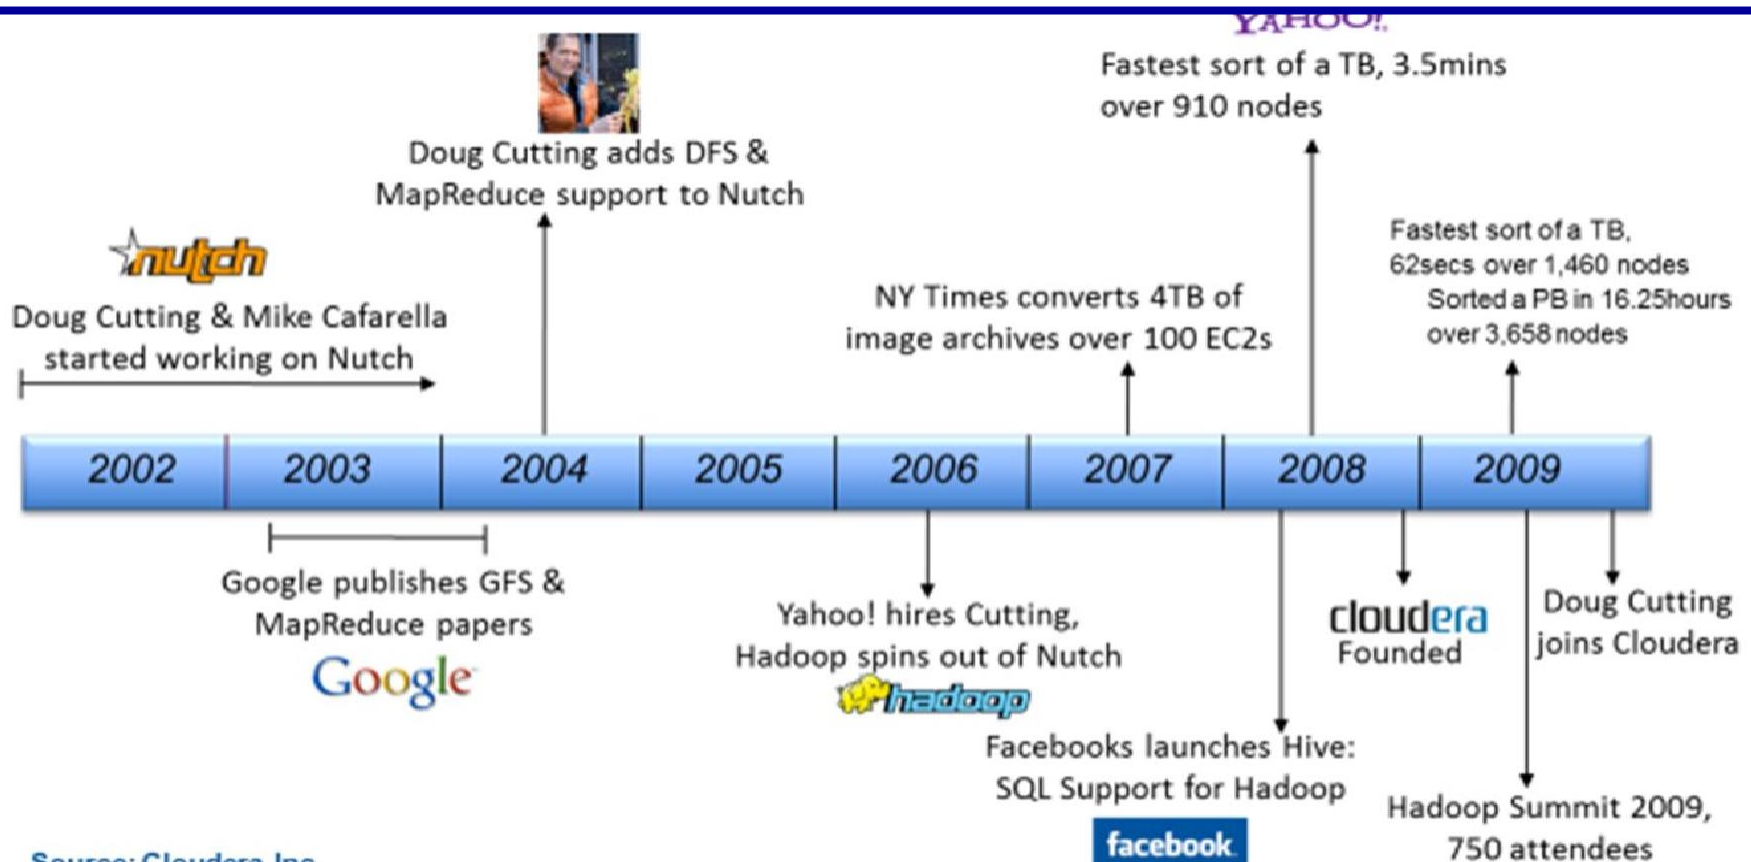 YAHOO!
Fastest sort of a TB, 3.5mins
over 910 nodes
Doug Cutting adds DFS &
MapReduce support to Nutch
Fastest sort of a TB,
62secs over 1,460 nodes
Sorted a PB in 16.25hours
over 3,658 nodes
nutch
Doug Cutting & Mike Cafarella
started working on Nutch
NY Times converts 4TB of
image archives over 100 EC2s
2002 2003 2004 2005 2006 2007 2008 2009
Google publishes GFS &
MapReduce papers
Google
Yahoo! hires Cutting,
Hadoop spins out of Nutch
hadoop
cloudera
Founded
Doug Cutting
joins Cloudera
Facebooks launches Hive:
SQL Support for Hadoop
facebook
Hadoop Summit 2009,
750 attendees
Source: Cloudera, Inc.